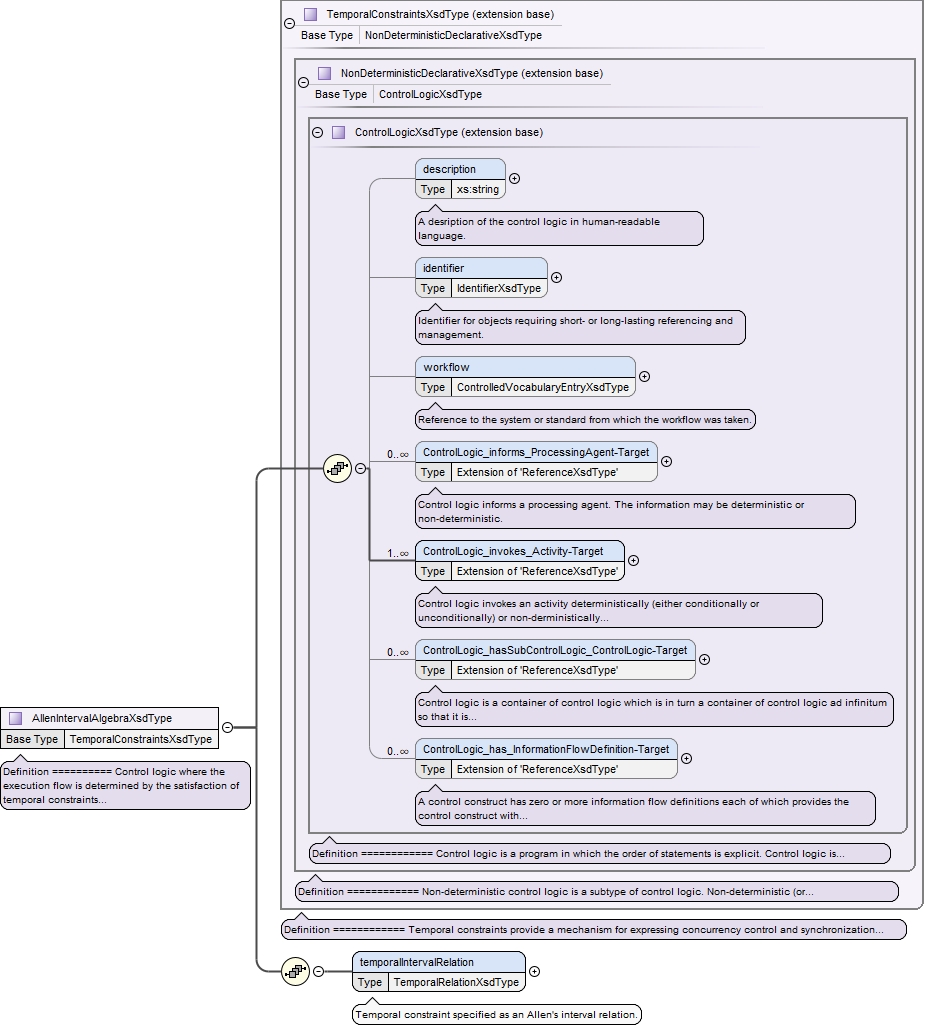 TemporalConstraintsXsdType (extension base)
Base Type NonDeterministicDeclarativeXsdType
NonDeterministicDeclarativeXsdType (extension base)
Base Type ControlLogicXsdType
ControlLogicXsdType (extension base)
description
Type xs:string
A desription of the control logic in human-readable
language.
identifier
Type IdentifierXsdType
Identifier for objects requiring short- or long-lasting referencing and
management.
workflow
Type ControlledVocabularyEntryXsdType
Reference to the system or standard from which the workflow was taken.
0..∞ ControlLogic_informs_ProcessingAgent-Target
Type Extension of 'ReferenceXsdType'
Control logic informs a processing agent. The information may be deterministic or
non-deterministic.
1..∞ ControlLogic_invokes_Activity-Target
Type Extension of 'ReferenceXsdType'
Control logic invokes an activity deterministically (either conditionally or
unconditionally) or non-derministically...
0..∞ ControlLogic_hasSubControlLogic_ControlLogic-Target
Type Extension of 'ReferenceXsdType'
Control logic is a container of control logic which is in turn a container of control logic ad infinitum
so that it is...
AllenIntervalAlgebraXsdType
Base Type TemporalConstraintsXsdType
Definition ========== Control logic where the
execution flow is determined by the satisfaction of
temporal constraints...
0..∞ ControlLogic_has_InformationFlowDefinition-Target
Type Extension of 'ReferenceXsdType'
A control construct has zero or more information flow definitions each of which provides the
control construct with...
Definition ============ Control logic is a program in which the order of statements is explicit. Control logic is...
Definition ============ Non-deterministic control logic is a subtype of control logic. Non-deterministic (or...
Definition ============ Temporal constraints provide a mechanism for expressing concurrency control and synchronization...
temporalIntervalRelation
Type TemporalRelationXsdType
Temporal constraint specified as an Allen's interval relation.